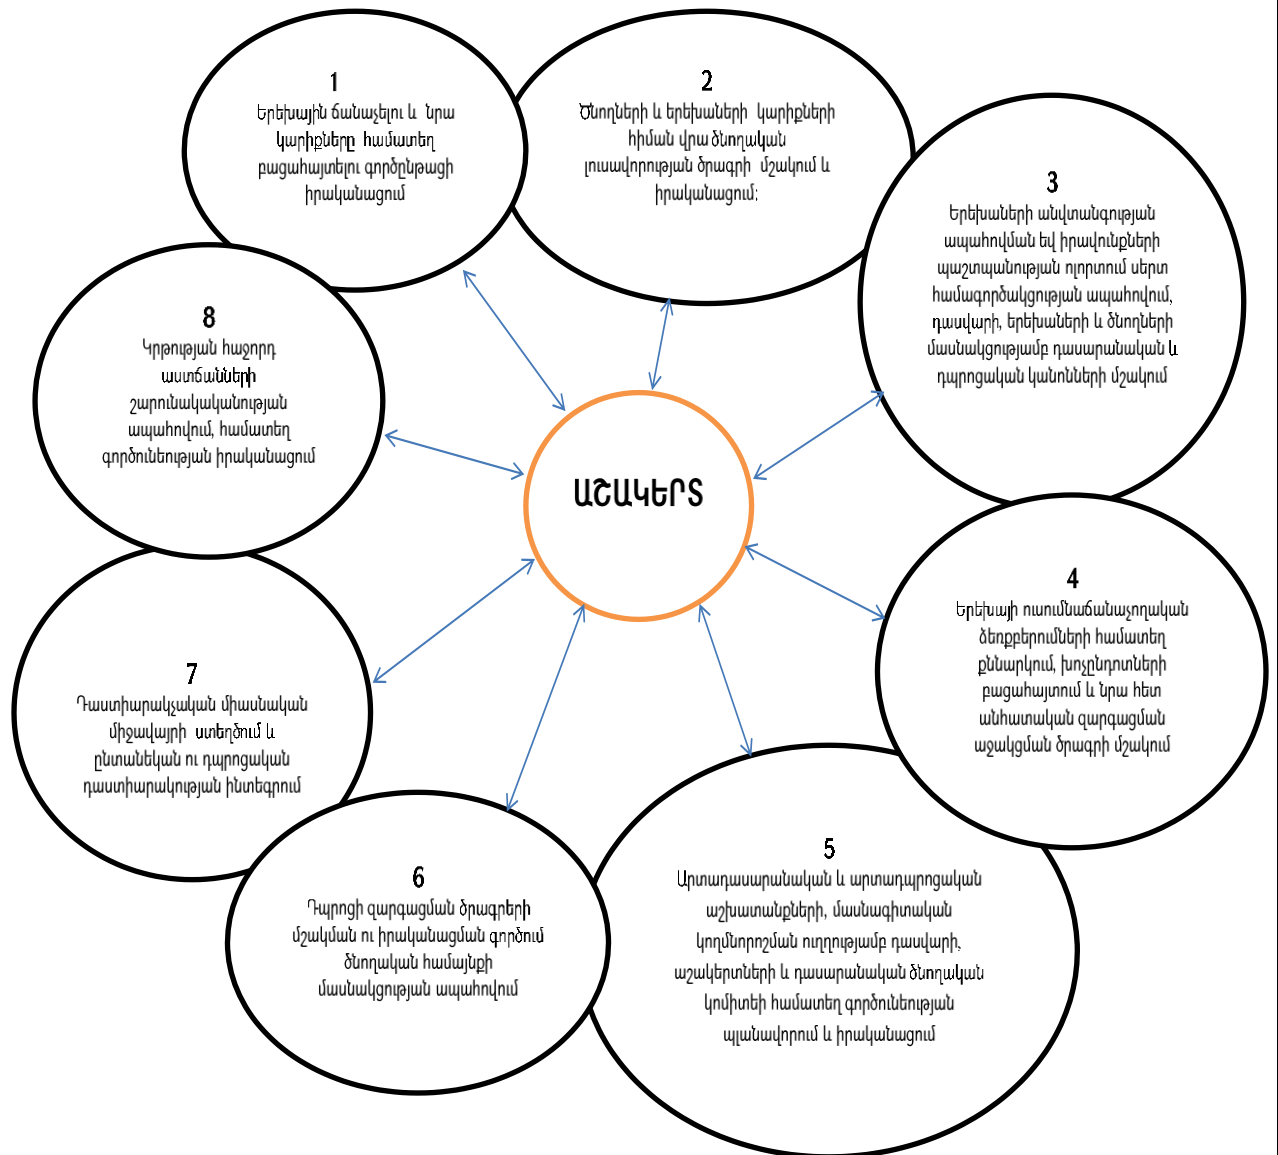 1
Երեխային ճանաչելու և նրա
կարիքները համատեղ
բացահայտելու գործընթացի
իրականացում
2
Ծնողների և երեխաների կարիքների
հիման վրա ծնողական
լուսավորության ծրագրի մշակում և
իրականացում:
3
Երեխաների անվտանգության
ապահովման եվ իրավունքների
պաշտպանության ոլորտում սերտ
համագործակցության ապահովում,
դասվարի, երեխաների և ծնողների
մասնակցությամբ դասարանական և
դպրոցական կանոնների մշակում
4
Երեխայի ուսումնաճանաչողական
ձեռքբերումների համատեղ
քննարկում, խոչընդոտների
բացահայտում և նրա հետ
անհատական զարգացման
աջակցման ծրագրի մշակում
5
Արտադասարանական և արտադպրոցական
աշխատանքների, մասնագիտական
կողմնորոշման ուղղությամբ դասվարի,
աշակերտների և դասարանական ծնողական
կոմիտեի համատեղ գործունեության
պլանավորում և իրականացում
6
Դպրոցի զարգացման ծրագրերի
մշակման ու իրականացման գործում
ծնողական համայնքի
մասնակցության ապահովում
7
Դաստիարակչական միասնական
միջավայրի ստեղծում և
ընտանեկան ու դպրոցական
դաստիարակության ինտեգրում
8
Կրթության հաջորդ
աստճանների
շարունակականության
ապահովում, համատեղ
գործունեության իրականացում
ԱՇԱԿԵՐՏ